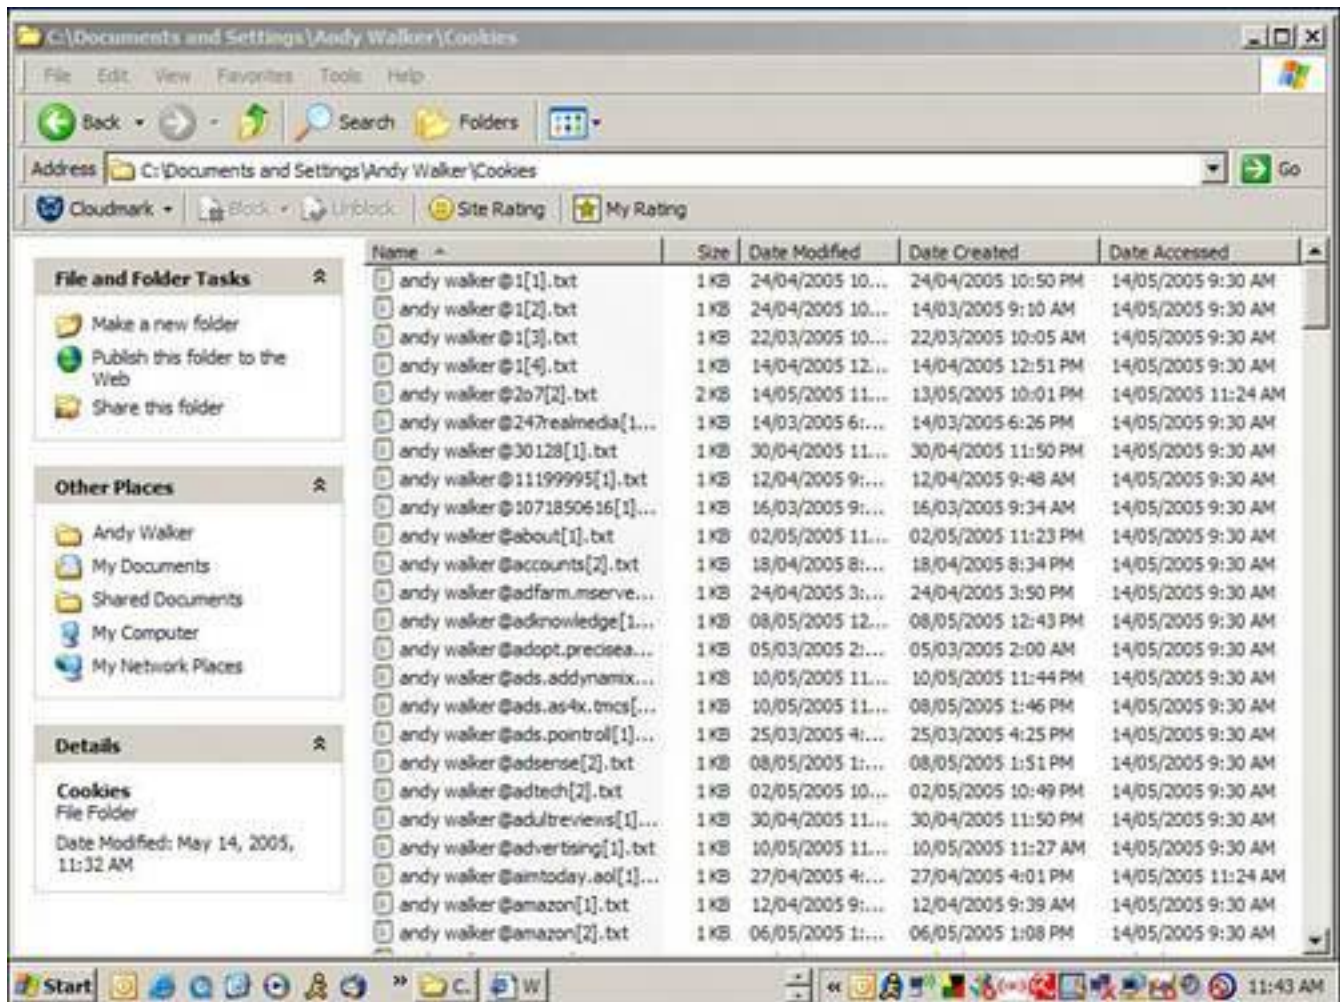 C:\Documents and Settings\Andy Walker\Cookies
File Edit View Favorites Tools Help
Back Search Folders
Address C:\Documents and Settings\Andy Walker\Cookies Go
Cloudmark Block Unblock Site Rating My Rating
File and Folder Tasks
Make a new folder
Publish this folder to the
Web
Share this folder
Other Places
Andy Walker
My Documents
Shared Documents
My Computer
My Network Places
Details
Cookies
File Folder
Date Modified: May 14, 2005,
11:32 AM
Name Size Date Modified Date Created Date Accessed
andy walker@1[1].txt 1 KB 24/04/2005 10... 24/04/2005 10:50 PM 14/05/2005 9:30 AM
andy walker@1[2].txt 1 KB 24/04/2005 10... 14/03/2005 9:10 AM 14/05/2005 9:30 AM
andy walker@1[3].txt 1 KB 22/03/2005 10... 22/03/2005 10:05 AM 14/05/2005 9:30 AM
andy walker@1[4].txt 1 KB 14/04/2005 12... 14/04/2005 12:51 PM 14/05/2005 9:30 AM
andy walker@2o7[2].txt 2 KB 14/05/2005 11... 13/05/2005 10:01 PM 14/05/2005 11:24 AM
andy walker@247realmedia[1... 1 KB 14/03/2005 6:... 14/03/2005 6:26 PM 14/05/2005 9:30 AM
andy walker@30128[1].txt 1 KB 30/04/2005 11... 30/04/2005 11:50 PM 14/05/2005 9:30 AM
andy walker@11199995[1].txt 1 KB 12/04/2005 9:... 12/04/2005 9:48 AM 14/05/2005 9:30 AM
andy walker@1071850616[1]... 1 KB 16/03/2005 9:... 16/03/2005 9:34 AM 14/05/2005 9:30 AM
andy walker@about[1].txt 1 KB 02/05/2005 11... 02/05/2005 11:23 PM 14/05/2005 9:30 AM
andy walker@accounts[2].txt 1 KB 18/04/2005 8:... 18/04/2005 8:34 PM 14/05/2005 9:30 AM
andy walker@adfarm.mserve... 1 KB 24/04/2005 3:... 24/04/2005 3:50 PM 14/05/2005 9:30 AM
andy walker@adknowledge[1... 1 KB 08/05/2005 12... 08/05/2005 12:43 PM 14/05/2005 9:30 AM
andy walker@adopt.precisea... 1 KB 05/03/2005 2:... 05/03/2005 2:00 AM 14/05/2005 9:30 AM
andy walker@ads.addynamix... 1 KB 10/05/2005 11... 10/05/2005 11:44 PM 14/05/2005 9:30 AM
andy walker@ads.as4x.tmcs[... 1 KB 10/05/2005 11... 08/05/2005 1:46 PM 14/05/2005 9:30 AM
andy walker@ads.pointroll[1]... 1 KB 25/03/2005 4:... 25/03/2005 4:25 PM 14/05/2005 9:30 AM
andy walker@adsense[2].txt 1 KB 08/05/2005 1:... 08/05/2005 1:51 PM 14/05/2005 9:30 AM
andy walker@adtech[2].txt 1 KB 02/05/2005 10... 02/05/2005 10:49 PM 14/05/2005 9:30 AM
andy walker@adultreviews[1]... 1 KB 30/04/2005 11... 30/04/2005 11:50 PM 14/05/2005 9:30 AM
andy walker@advertising[1].txt 1 KB 10/05/2005 11... 10/05/2005 11:27 AM 14/05/2005 9:30 AM
andy walker@aimtoday.aol[1]... 1 KB 27/04/2005 4:... 27/04/2005 4:01 PM 14/05/2005 11:24 AM
andy walker@amazon[1].txt 1 KB 12/04/2005 9:... 12/04/2005 9:39 AM 14/05/2005 9:30 AM
andy walker@amazon[2].txt 1 KB 06/05/2005 1:... 06/05/2005 1:08 PM 14/05/2005 9:30 AM
Start » C. W « 11:43 AM